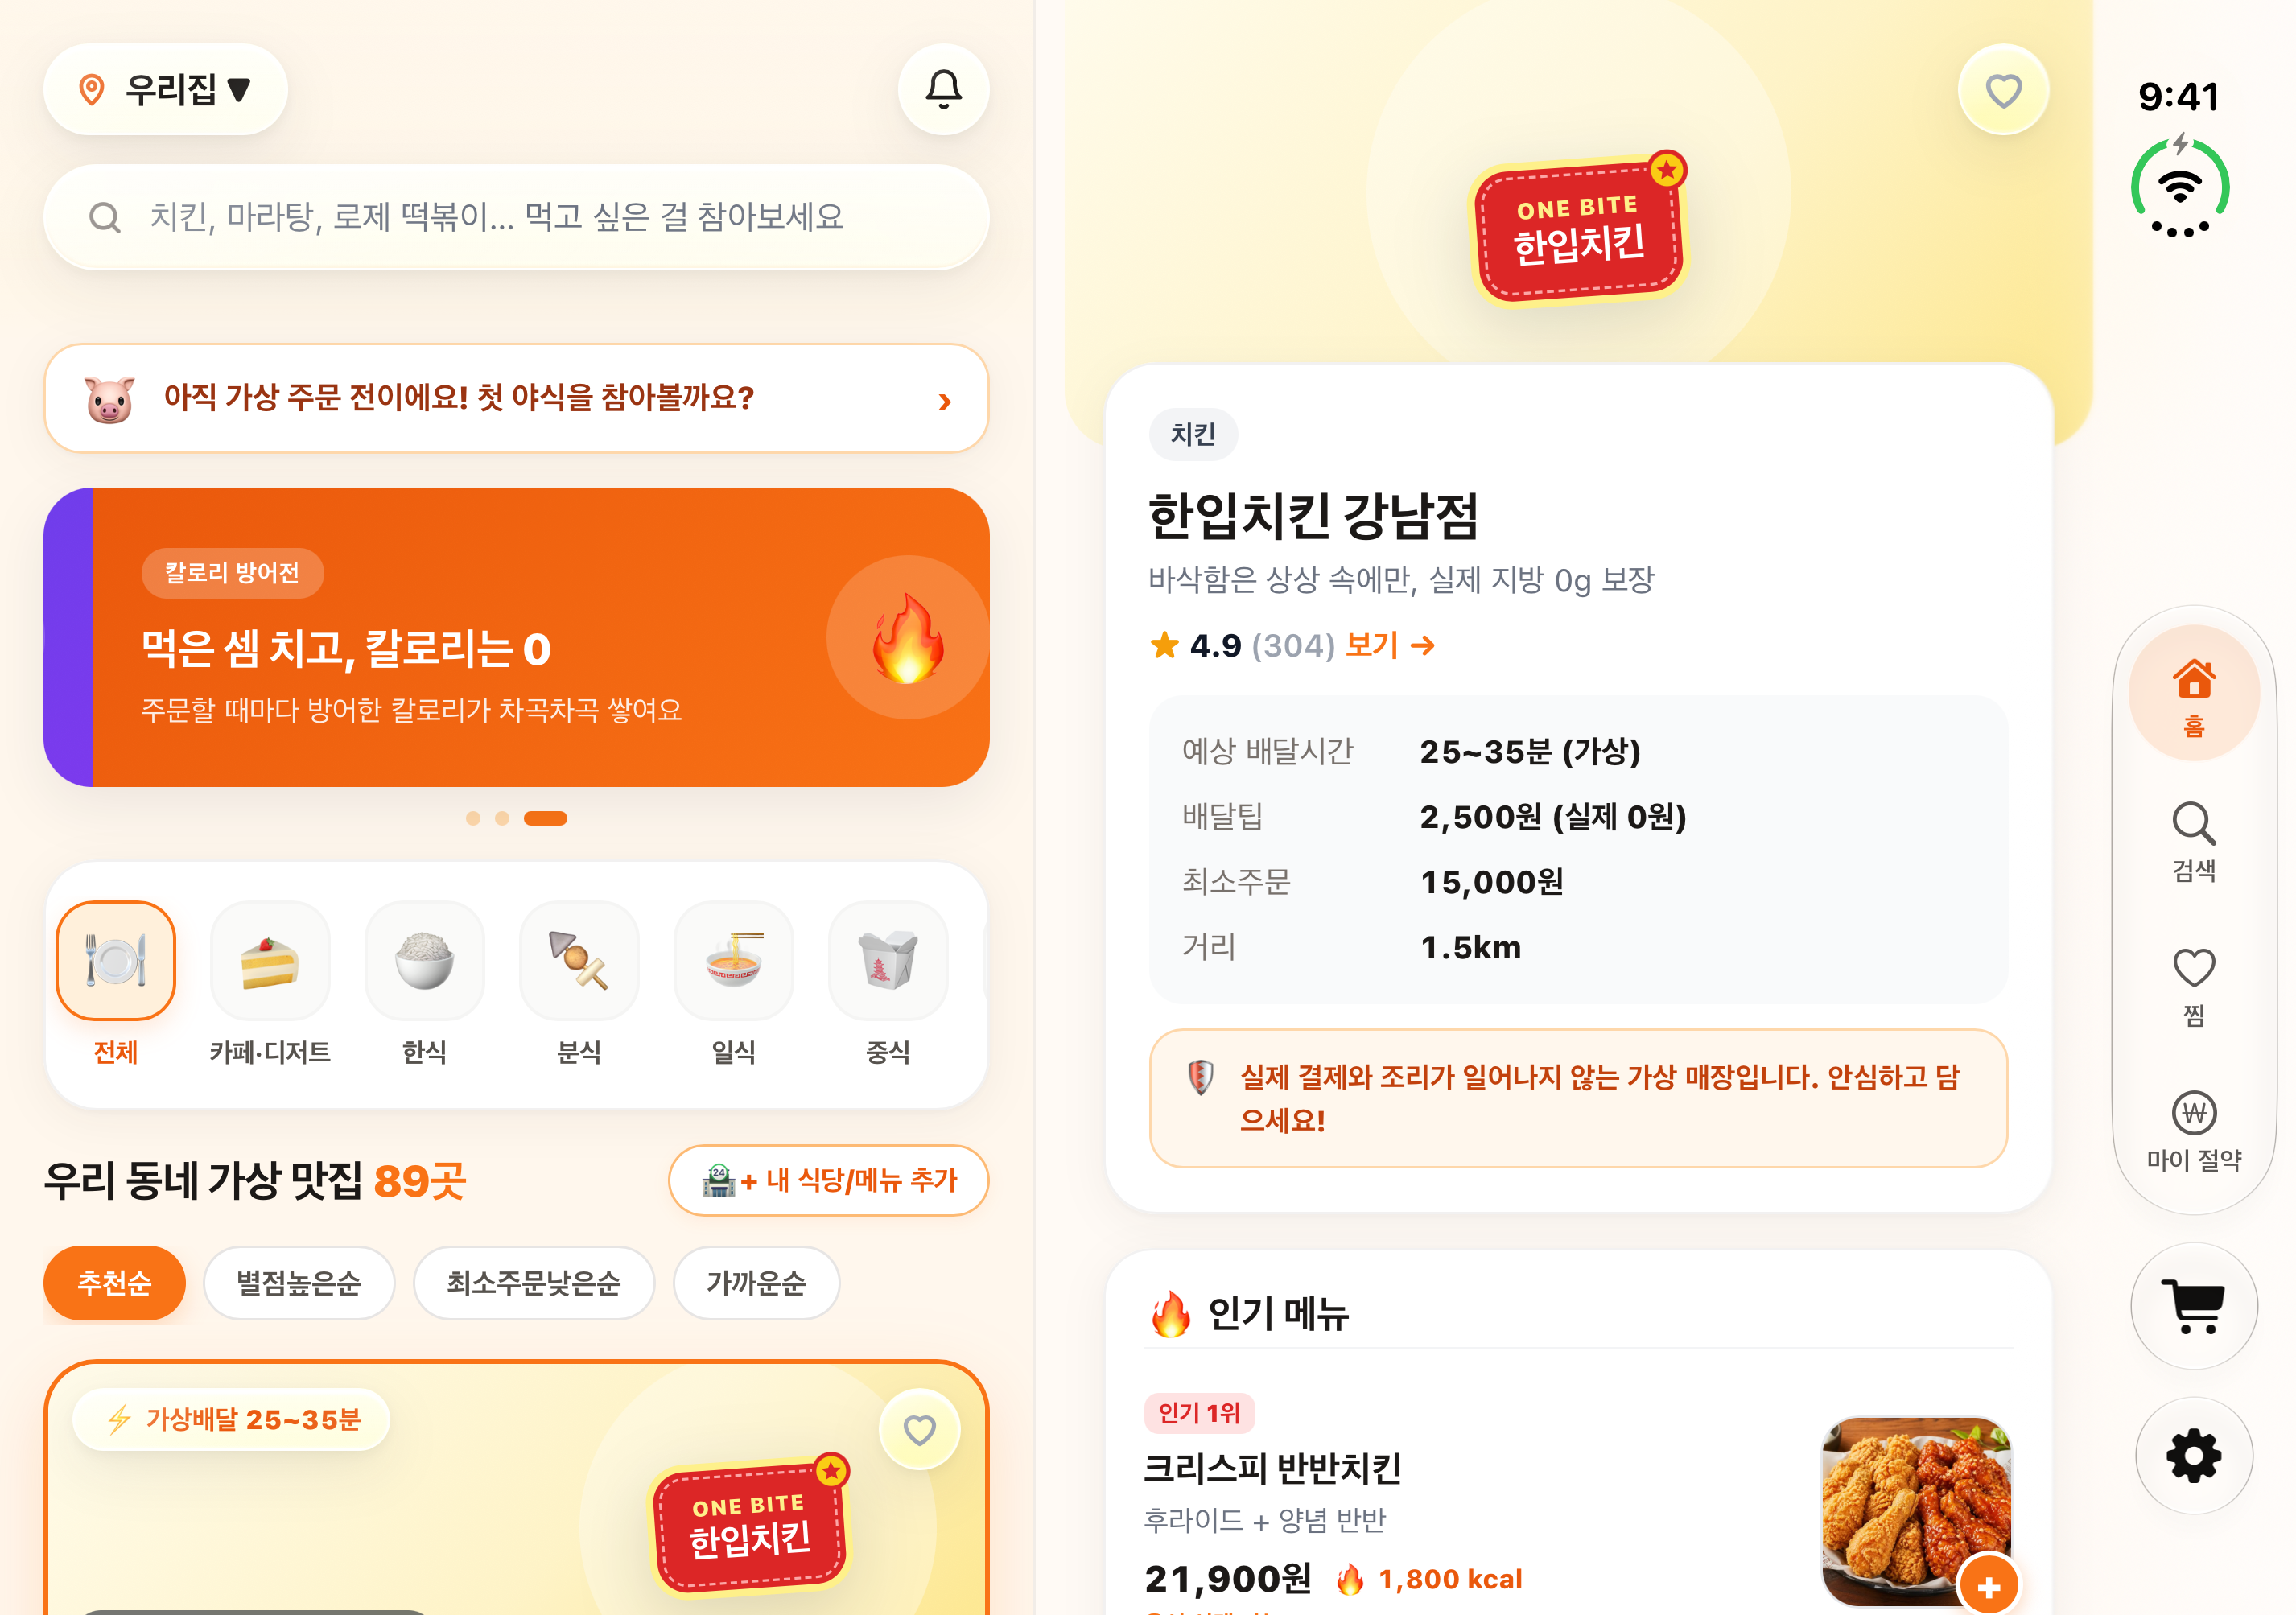 우리집 ▼
치킨, 마라탕, 로제 떡볶이... 먹고 싶은 걸 참아보세요
아직 가상 주문 전이에요! 첫 야식을 참아볼까요? ›
칼로리 방어전
먹은 셈 치고, 칼로리는 0
주문할 때마다 방어한 칼로리가 차곡차곡 쌓여요
전체 카페·디저트 한식 분식 일식 중식
우리 동네 가상 맛집 89곳
24
+ 내 식당/메뉴 추가
추천순 별점높은순 최소주문낮은순 가까운순
가상배달 25~35분
ONE BITE
한입치킨
ONE BITE
한입치킨
치킨
한입치킨 강남점
바삭함은 상상 속에만, 실제 지방 0g 보장
4.9 (304) 보기 →
예상 배달시간 25~35분 (가상)
배달팁 2,500원 (실제 0원)
최소주문 15,000원
거리 1.5km
실제 결제와 조리가 일어나지 않는 가상 매장입니다. 안심하고 담
으세요!
인기 메뉴
인기 1위
크리스피 반반치킨
후라이드 + 양념 반반
21,900원 1,800 kcal
+
9:41
홈
검색
찜
마이 절약